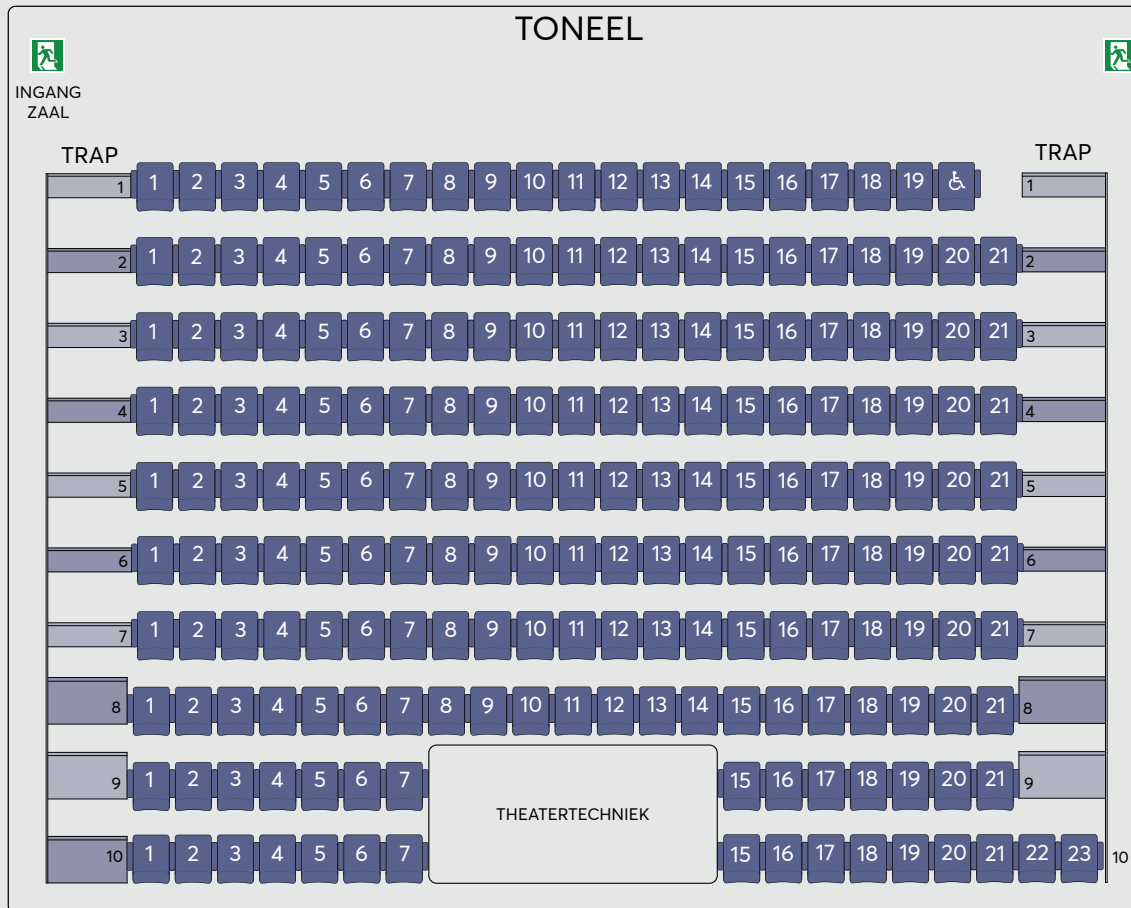 TONEEL
INGANG
ZAAL
TRAP
TRAP
1 1 2 3 4 5 6 7 8 9 10 11 12 13 14 15 16 17 18 19 1
2 1 2 3 4 5 6 7 8 9 10 11 12 13 14 15 16 17 18 19 20 21 2
3 1 2 3 4 5 6 7 8 9 10 11 12 13 14 15 16 17 18 19 20 21 3
4 1 2 3 4 5 6 7 8 9 10 11 12 13 14 15 16 17 18 19 20 21 4
5 1 2 3 4 5 6 7 8 9 10 11 12 13 14 15 16 17 18 19 20 21 5
6 1 2 3 4 5 6 7 8 9 10 11 12 13 14 15 16 17 18 19 20 21 6
7 1 2 3 4 5 6 7 8 9 10 11 12 13 14 15 16 17 18 19 20 21 7
8 1 2 3 4 5 6 7 8 9 10 11 12 13 14 15 16 17 18 19 20 21 8
9 1 2 3 4 5 6 7 15 16 17 18 19 20 21 9
THEATERTECHNIEK
10 1 2 3 4 5 6 7 15 16 17 18 19 20 21 22 23 10